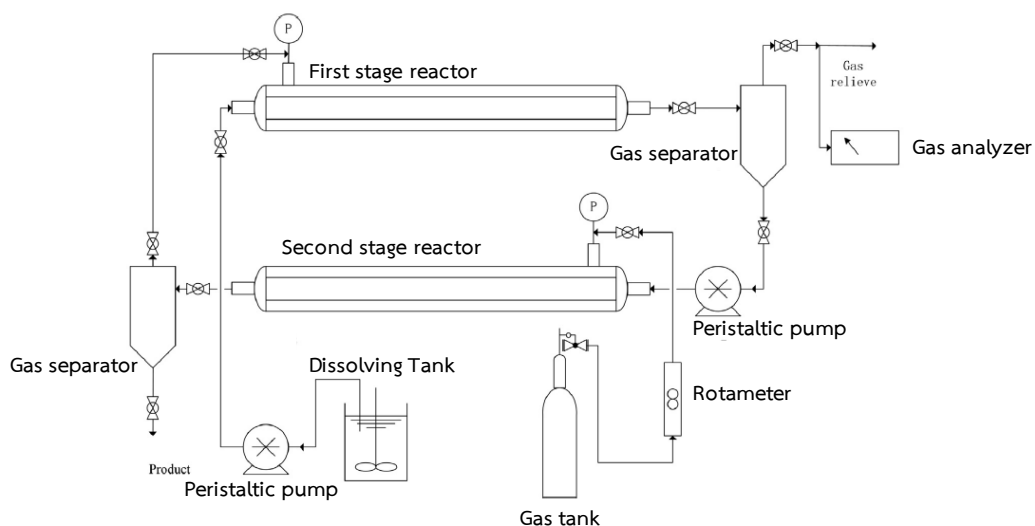 P
First stage reactor
Gas
relieve
Gas separator
Gas analyzer
P
Second stage reactor
Peristaltic pump
Gas separator
Dissolving Tank
Rotameter
Product
Peristaltic pump
Gas tank